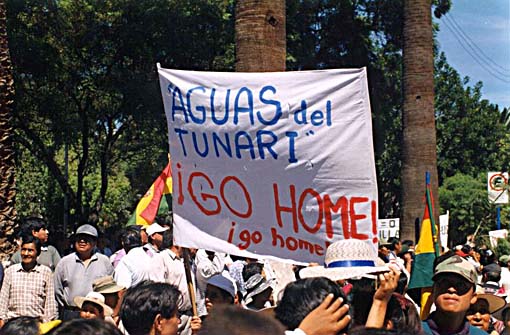 "AGUAS del
TUNARI"
¡GO HOME!
¡go home